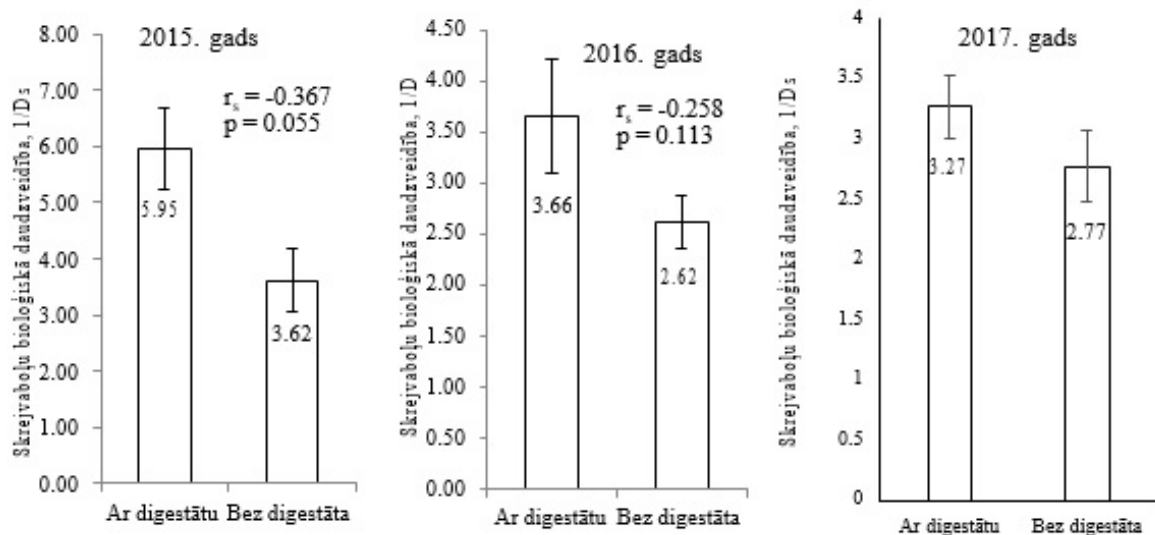 Skrejvaboļu bioloģiskā daudzveidība, 1/Ds
2015. gads
rₛ = -0.367
p = 0.055
8.00
7.00
6.00
5.00
4.00
3.00
2.00
1.00
0.00
5.95
3.62
Ar digestātu Bez digestāta
Skrejvaboļu bioloģiskā daudzveidība, 1/D
2016. gads
rₛ = -0.258
p = 0.113
4.50
4.00
3.50
3.00
2.50
2.00
1.50
1.00
0.50
0.00
3.66
2.62
Ar digestātu Bez digestāta
Skrejvaboļu bioloģiskā daudzveidība, 1/Ds
2017. gads
4
3.5
3
2.5
2
1.5
1
0.5
0
3.27
2.77
Ar digestātu Bez digestāta